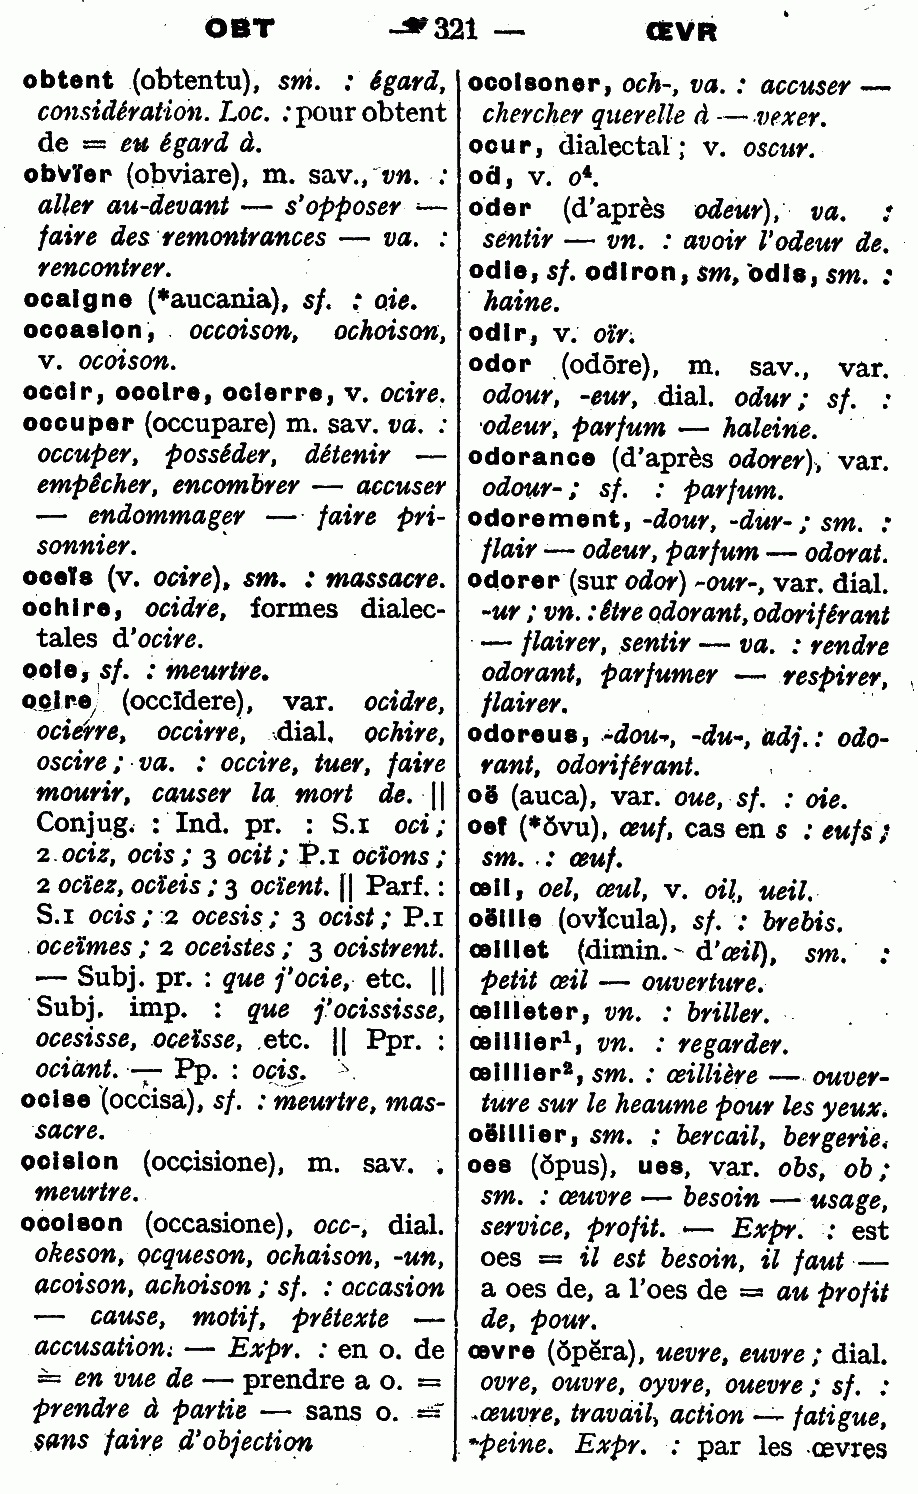 OBT — 321 — ŒVR
obtent (obtentu), sm. : égard,
considération. Loc. : pour obtent
de = eu égard à.
obvïer (obviare), m. sav., vn. :
aller au-devant — s'opposer —
faire des remontrances — va. :
rencontrer.
ocaigne (*aucania), sf. : oie.
occasion, occoison, ochoison,
v. ocoison.
occir, occire, ocierre, v. ocire.
occuper (occupare) m. sav. va. :
occuper, posséder, détenir —
empêcher, encombrer — accuser
— endommager — faire pri-
sonnier.
oceïs (v. ocire), sm. : massacre.
ochire, ocidre, formes dialec-
tales d'ocire.
ocie, sf. : meurtre.
ocire (occīdere), var. ocidre,
ocierre, occirre, dial. ochire,
oscire ; va. : occire, tuer, faire
mourir, causer la mort de. ||
Conjug. : Ind. pr. : S.1 oci ;
2 ociz, ocis ; 3 ocit ; P.1 ocïons ;
2 ocïez, ocïeis ; 3 ocïent. || Parf. :
S.1 ocis ; 2 ocesis ; 3 ocist ; P.1
oceïmes ; 2 oceistes ; 3 ocistrent.
— Subj. pr. : que j'ocie, etc. ||
Subj. imp. : que j'ocississe,
ocesisse, oceïsse, etc. || Ppr. :
ociant. — Pp. : ocis.
ocise (occisa), sf. : meurtre, mas-
sacre.
ocision (occisione), m. sav. :
meurtre.
ocoison (occasione), occ-, dial.
okeson, ocqueson, ochaison, -un,
acoison, achoison ; sf. : occasion
— cause, motif, prétexte —
accusation. — Expr. : en o. de
= en vue de — prendre a o. =
prendre à partie — sans o. =
sans faire d'objection
ocoisoner, och-, va. : accuser —
chercher querelle à — vexer.
ocur, dialectal ; v. oscur.
od, v. o⁴.
oder (d'après odeur), va. :
sentir — vn. : avoir l'odeur de.
odie, sf. odiron, sm, odis, sm. :
haine.
odir, v. oïr.
odor (odōre), m. sav., var.
odour, -eur, dial. odur ; sf. :
odeur, parfum — haleine.
odorance (d'après odorer), var.
odour- ; sf. : parfum.
odorement, -dour, -dur- ; sm. :
flair — odeur, parfum — odorat.
odorer (sur odor) -our-, var. dial.
-ur ; vn. : être odorant, odoriférant
— flairer, sentir — va. : rendre
odorant, parfumer — respirer,
flairer.
odoreus, -dou-, -du-, adj. : odo-
rant, odoriférant.
oë (auca), var. oue, sf. : oie.
oef (*ŏvu), œuf, cas en s : eufs ;
sm. : œuf.
œil, oel, œul, v. oil, ueil.
oëille (ovĭcula), sf. : brebis.
œillet (dimin. d'œil), sm. :
petit œil — ouverture.
œilleter, vn. : briller.
œillier¹, vn. : regarder.
œillier², sm. : œillière — ouver-
ture sur le heaume pour les yeux.
oëillier, sm. : bercail, bergerie.
oes (ŏpus), ues, var. obs, ob ;
sm. : œuvre — besoin — usage,
service, profit. — Expr. : est
oes = il est besoin, il faut —
a oes de, a l'oes de = au profit
de, pour.
œvre (ŏpĕra), uevre, euvre ; dial.
ovre, ouvre, oyvre, ouevre ; sf. :
œuvre, travail, action — fatigue,
peine. Expr. : par les œvres